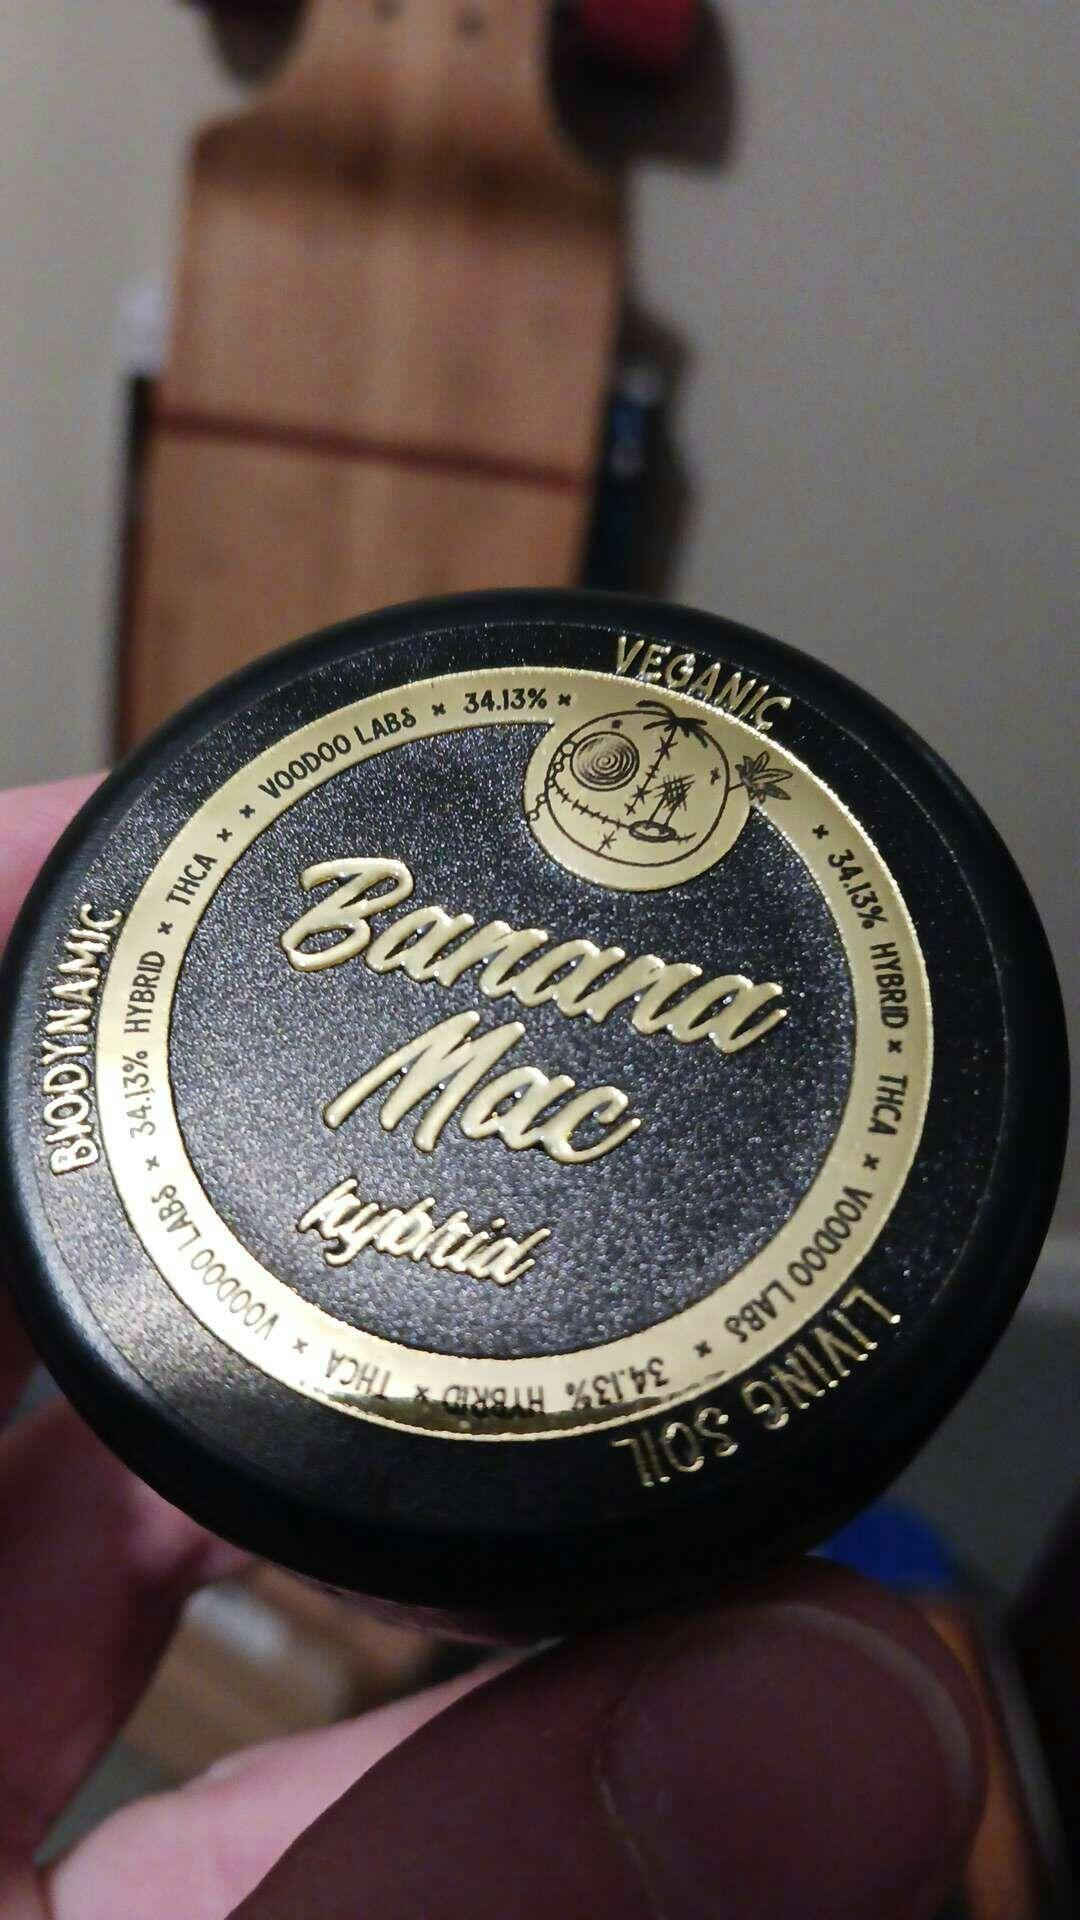 VEGANIC
BIODYNAMIC
LIVING SOIL
VOODOO LABS × 34.13% ×
× 34.13% HYBRID × THCA × VOODOO LABS × 34.13% HYBRID × THCA × VOODOO LABS × 34.13% HYBRID × THCA ×
Banana
Mac
hybrid